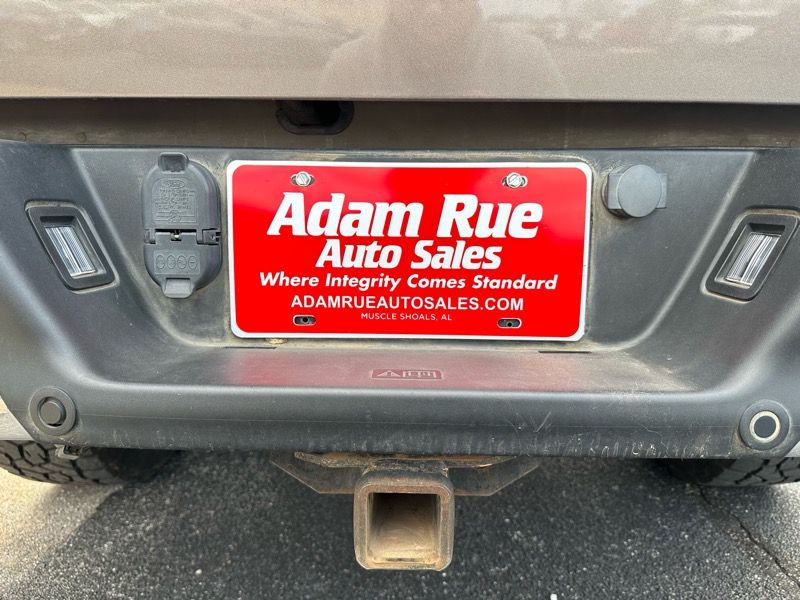 Adam Rue
Auto Sales
Where Integrity Comes Standard
ADAMRUEAUTOSALES.COM
MUSCLE SHOALS, AL